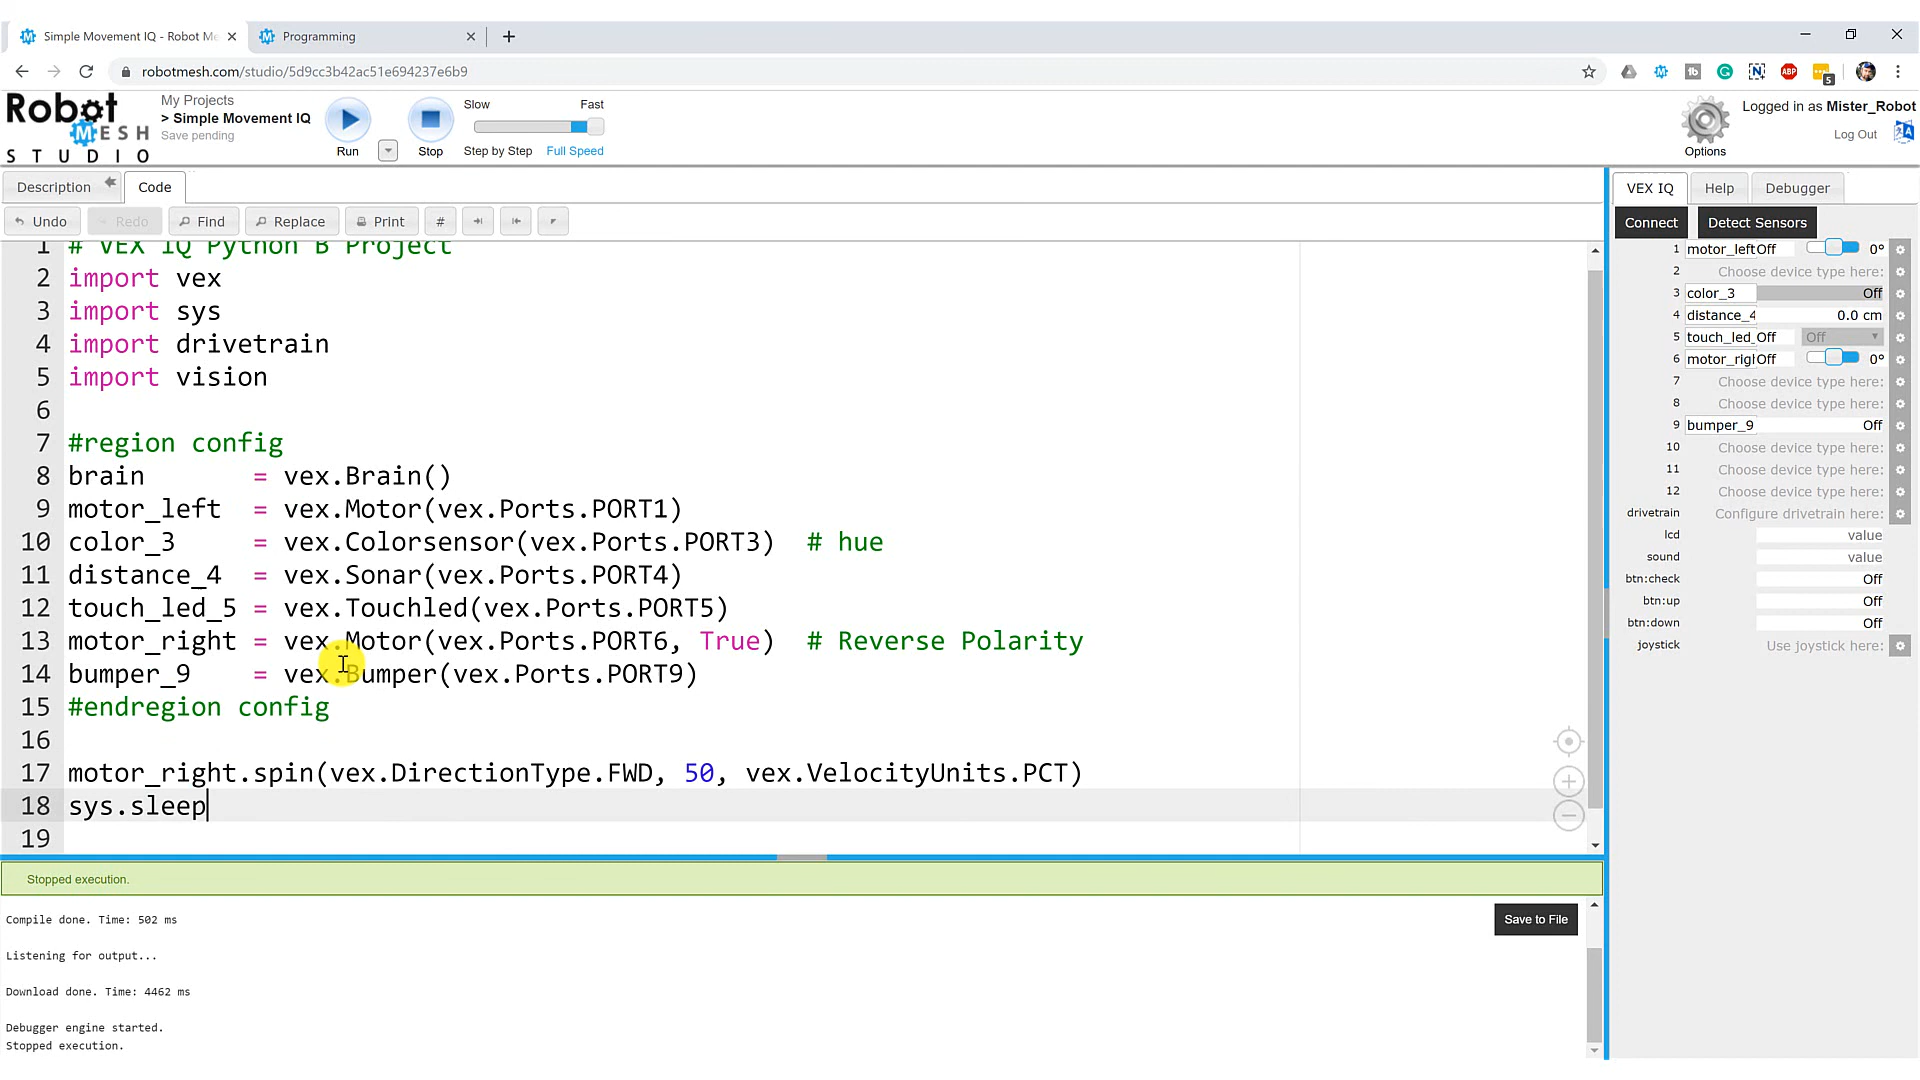 Simple Movement IQ - Robot Me
Programming
robotmesh.com/studio/5d9cc3b42ac51e694237e6b9
ABP
5
Robot
MESH
STUDIO
My Projects
> Simple Movement IQ
Save pending
Run
Stop
Slow
Fast
Step by Step
Full Speed
Options
Logged in as Mister_Robot
Log Out
Description
Code
Undo
Redo
Find
Replace
Print
#
1 # VEX IQ Python B Project
2 import vex
3 import sys
4 import drivetrain
5 import vision
6
7 #region config
8 brain = vex.Brain()
9 motor_left = vex.Motor(vex.Ports.PORT1)
10 color_3 = vex.Colorsensor(vex.Ports.PORT3) # hue
11 distance_4 = vex.Sonar(vex.Ports.PORT4)
12 touch_led_5 = vex.Touchled(vex.Ports.PORT5)
13 motor_right = vex.Motor(vex.Ports.PORT6, True) # Reverse Polarity
14 bumper_9 = vex.Bumper(vex.Ports.PORT9)
15 #endregion config
16
17 motor_right.spin(vex.DirectionType.FWD, 50, vex.VelocityUnits.PCT)
18 sys.sleep
19
Stopped execution.
Compile done. Time: 502 ms
Listening for output...
Download done. Time: 4462 ms
Debugger engine started.
Stopped execution.
Save to File
VEX IQ
Help
Debugger
Connect
Detect Sensors
1 motor_left Off 0°
2 Choose device type here:
3 color_3 Off
4 distance_4 0.0 cm
5 touch_led_ Off Off
6 motor_rig Off 0°
7 Choose device type here:
8 Choose device type here:
9 bumper_9 Off
10 Choose device type here:
11 Choose device type here:
12 Choose device type here:
drivetrain Configure drivetrain here:
lcd value
sound value
btn:check Off
btn:up Off
btn:down Off
joystick Use joystick here: